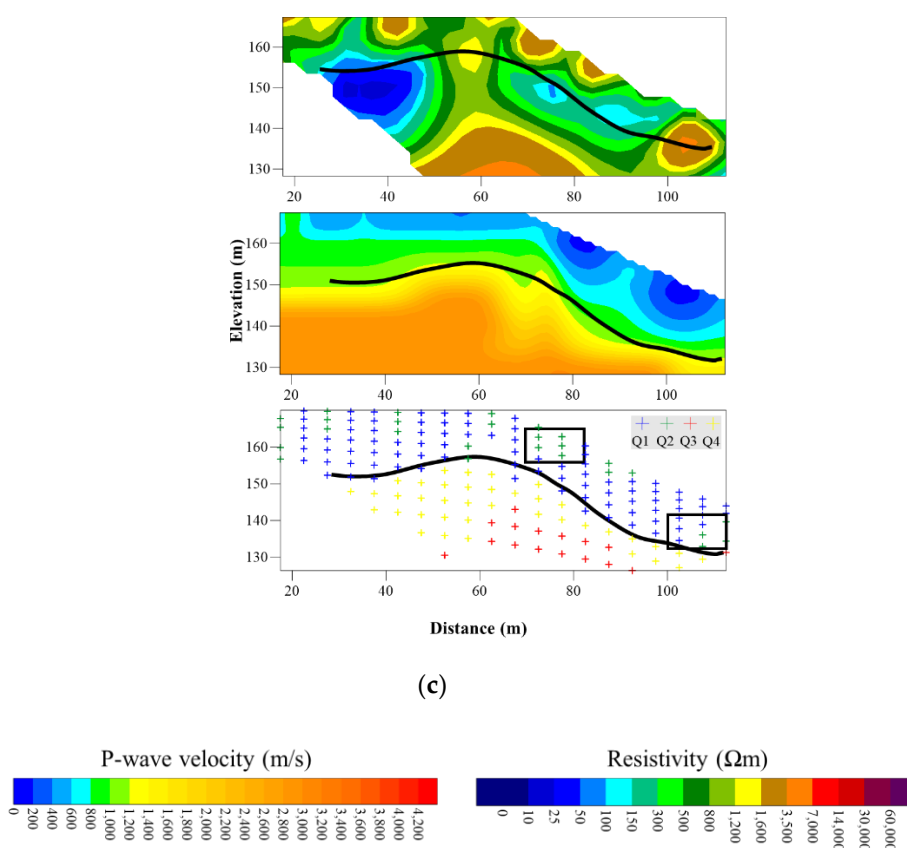 160
150
140
130
20 40 60 80 100
160
150
140
130
Elevation (m)
20 40 60 80 100
160
150
140
130
Q1 Q2 Q3 Q4
20 40 60 80 100
Distance (m)
(c)
P-wave velocity (m/s)
0 200 400 600 800 1,000 1,200 1,400 1,600 1,800 2,000 2,200 2,400 2,600 2,800 3,000 3,200 3,400 3,600 3,800 4,000 4,200
Resistivity (Ωm)
0 10 25 50 100 150 300 500 800 1,200 1,600 3,500 7,000 14,000 30,000 60,000